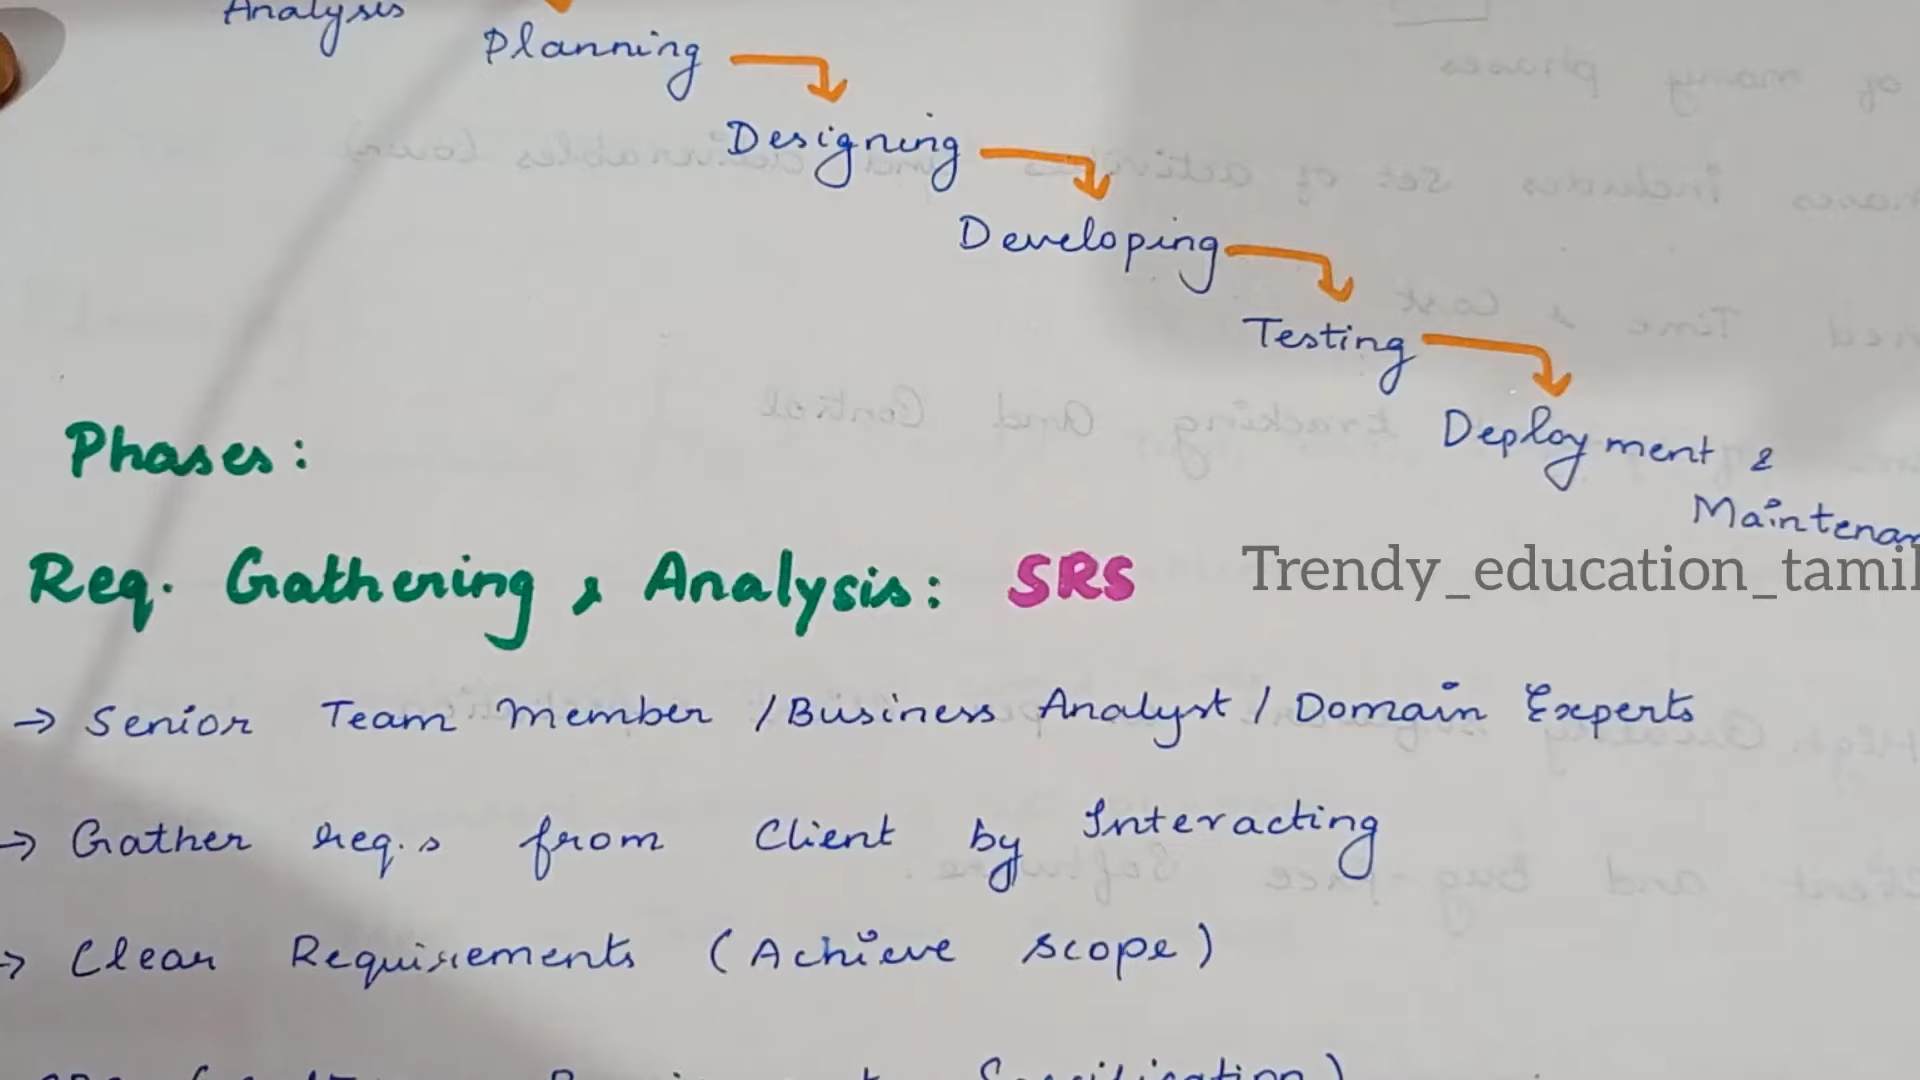 Analysis
Planning
Designing
Developing
Testing
Deployment &
Phases:
Req. Gathering & Analysis: SRS
Trendy_education_tamil
→ Senior Team Member / Business Analyst / Domain Experts
→ Gather req.s from Client by Interacting
→ Clear Requirements (Achieve scope)